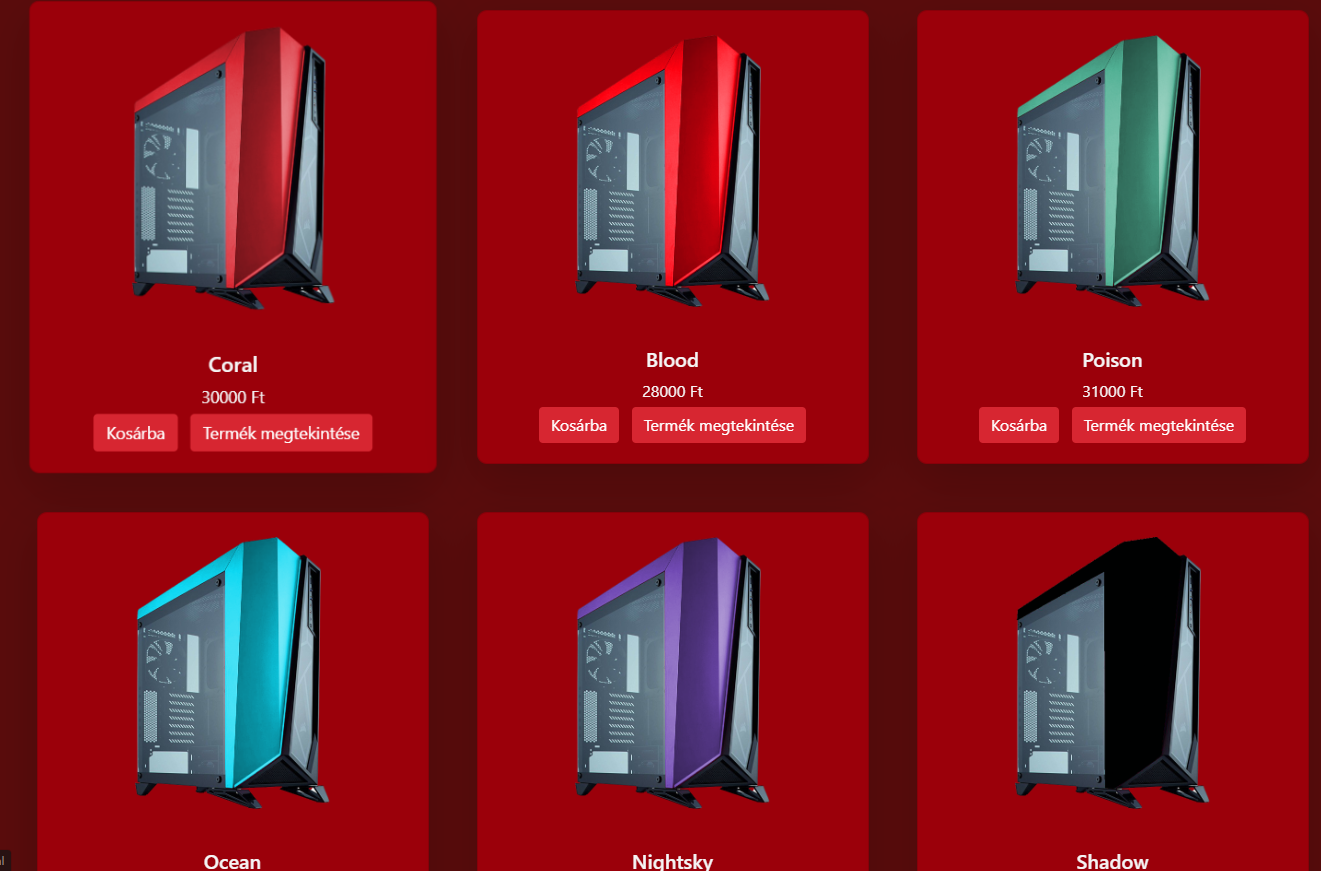 Coral
30000 Ft
Kosárba
Termék megtekintése
Blood
28000 Ft
Kosárba
Termék megtekintése
Poison
31000 Ft
Kosárba
Termék megtekintése
Ocean
Nightsky
Shadow